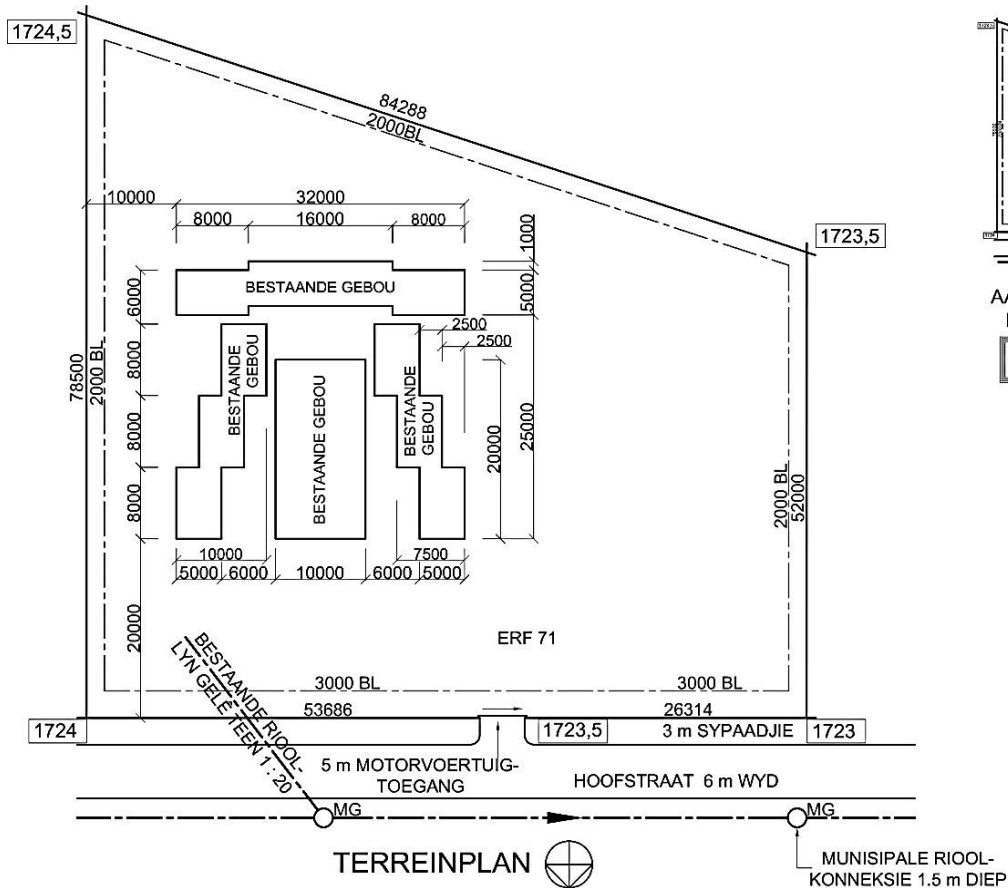 1724,5
84288
2000BL
10000
32000
8000
16000
8000
1723,5
1000
5000
6000
BESTAANDE GEBOU
2500
2500
78500
2000 BL
8000
8000
8000
BESTAANDE
GEBOU
BESTAANDE GEBOU
BESTAANDE
GEBOU
20000
25000
2000 BL
52000
10000
7500
5000
6000
10000
6000
5000
20000
ERF 71
BESTAANDE RIOOL-
LYN GELÊ TEEN 1 : 20
3000 BL
3000 BL
53686
26314
1724
1723,5
3 m SYPAADJIE
1723
5 m MOTORVOERTUIG-
TOEGANG
HOOFSTRAAT 6 m WYD
MG
MG
TERREINPLAN
MUNISIPALE RIOOL-
KONNEKSIE 1.5 m DIEP